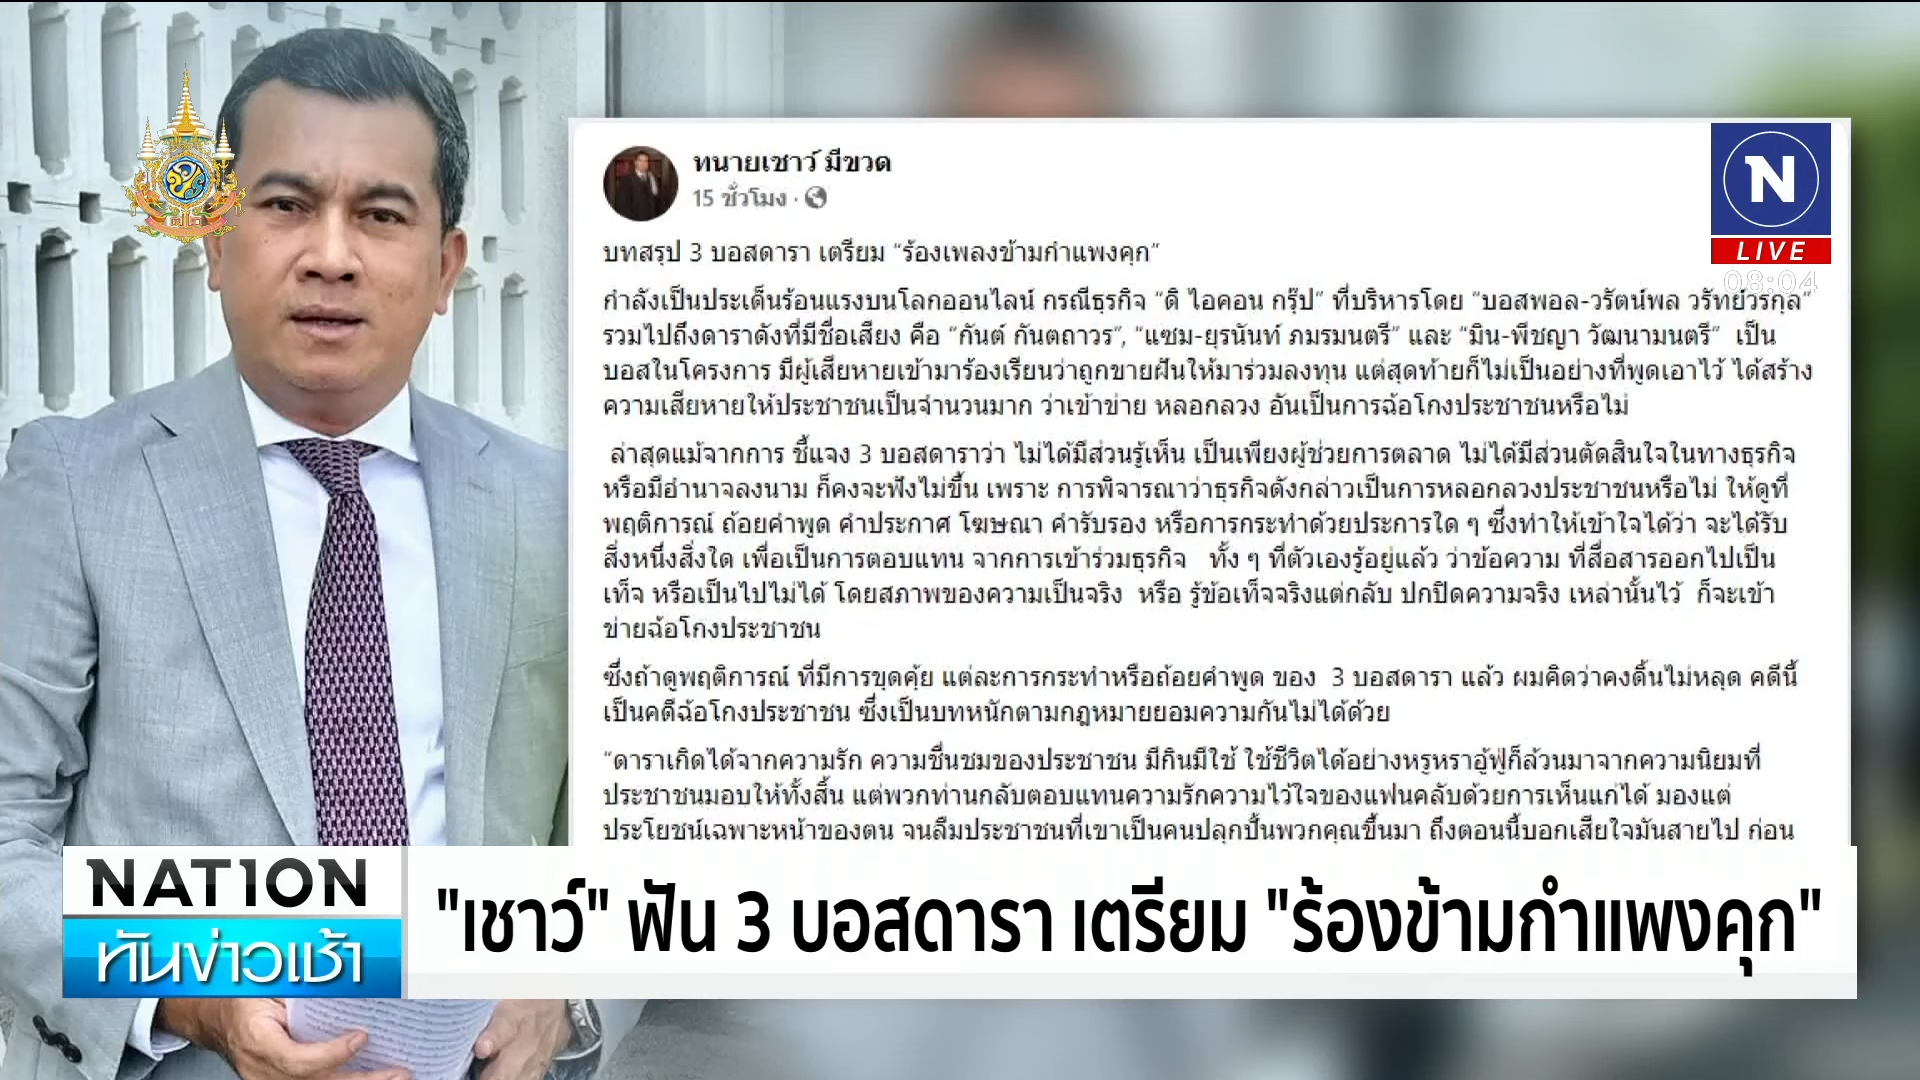 ทนายเชาว์ มีขวด
15 ชั่วโมง ·
บทสรุป 3 บอสดารา เตรียม “ร้องเพลงข้ามกำแพงคุก”
กำลังเป็นประเด็นร้อนแรงบนโลกออนไลน์ กรณีธุรกิจ “ดิ ไอคอน กรุ๊ป” ที่บริหารโดย “บอสพอล-วรัตน์พล วรัทย์วรกุล”
รวมไปถึงดาราดังที่มีชื่อเสียง คือ “กันต์ กันตถาวร”, “แซม-ยุรนันท์ ภมรมนตรี” และ “มิน-พีชญา วัฒนามนตรี” เป็น
บอสในโครงการ มีผู้เสียหายเข้ามาร้องเรียนว่าถูกขายฝันให้มาร่วมลงทุน แต่สุดท้ายก็ไม่เป็นอย่างที่พูดเอาไว้ ได้สร้าง
ความเสียหายให้ประชาชนเป็นจำนวนมาก ว่าเข้าข่าย หลอกลวง อันเป็นการฉ้อโกงประชาชนหรือไม่
ล่าสุดแม้จากการ ชี้แจง 3 บอสดาราว่า ไม่ได้มีส่วนรู้เห็น เป็นเพียงผู้ช่วยการตลาด ไม่ได้มีส่วนตัดสินใจในทางธุรกิจ
หรือมีอำนาจลงนาม ก็คงจะฟังไม่ขึ้น เพราะ การพิจารณาว่าธุรกิจดังกล่าวเป็นการหลอกลวงประชาชนหรือไม่ ให้ดูที่
พฤติการณ์ ถ้อยคำพูด คำประกาศ โฆษณา คำรับรอง หรือการกระทำด้วยประการใด ๆ ซึ่งทำให้เข้าใจได้ว่า จะได้รับ
สิ่งหนึ่งสิ่งใด เพื่อเป็นการตอบแทน จากการเข้าร่วมธุรกิจ ทั้ง ๆ ที่ตัวเองรู้อยู่แล้ว ว่าข้อความ ที่สื่อสารออกไปเป็น
เท็จ หรือเป็นไปไม่ได้ โดยสภาพของความเป็นจริง หรือ รู้ข้อเท็จจริงแต่กลับ ปกปิดความจริง เหล่านั้นไว้ ก็จะเข้า
ข่ายฉ้อโกงประชาชน
ซึ่งถ้าดูพฤติการณ์ ที่มีการขุดคุ้ย แต่ละการกระทำหรือถ้อยคำพูด ของ 3 บอสดารา แล้ว ผมคิดว่าคงดิ้นไม่หลุด คดีนี้
เป็นคดีฉ้อโกงประชาชน ซึ่งเป็นบทหนักตามกฎหมายยอมความกันไม่ได้ด้วย
“ดาราเกิดได้จากความรัก ความชื่นชมของประชาชน มีกินมีใช้ ใช้ชีวิตได้อย่างหรูหราอู้ฟู่ก็ล้วนมาจากความนิยมที่
ประชาชนมอบให้ทั้งสิ้น แต่พวกท่านกลับตอบแทนความรักความไว้ใจของแฟนคลับด้วยการเห็นแก่ได้ มองแต่
ประโยชน์เฉพาะหน้าของตน จนลืมประชาชนที่เขาเป็นคนปลุกปั้นพวกคุณขึ้นมา ถึงตอนนี้บอกเสียใจมันสายไป ก่อน
N
LIVE
08:04
NATION
ทันข่าวเช้า
"เชาว์" ฟัน 3 บอสดารา เตรียม "ร้องข้ามกำแพงคุก"